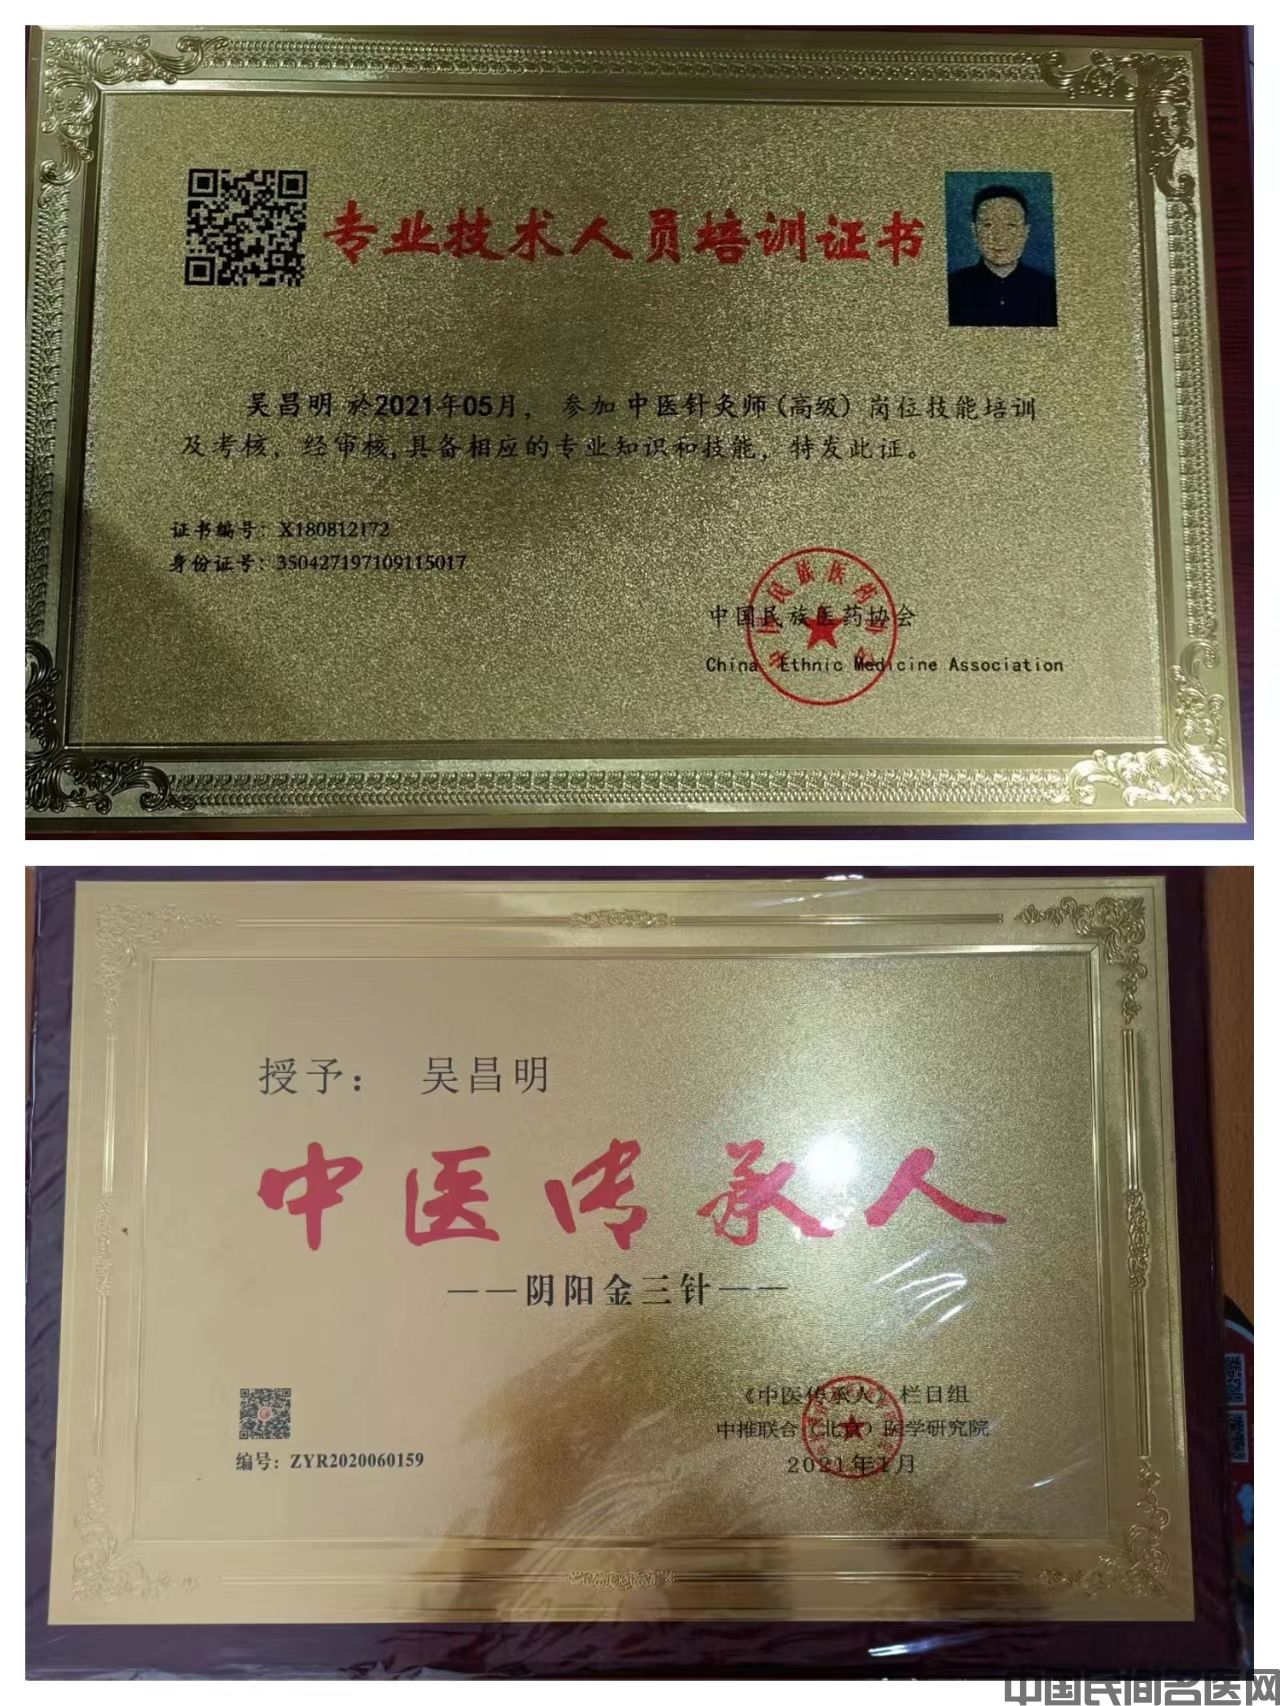 专业技术人员培训证书
吴昌明 於2021年05月， 参加 中医针灸师(高级) 岗位技能培训
及考核，经审核,具备相应的专业知识和技能，特发此证。
证书编号：X180812172
身份证号：350427197109115017
中国民族医药协会
China Ethnic Medicine Association
授予： 吴昌明
中医传承人
——阴阳金三针——
《中医传承人》栏目组
中推联合（北京）医学研究院
2021年1月
编号：ZYR2020060159
中国民间名医网